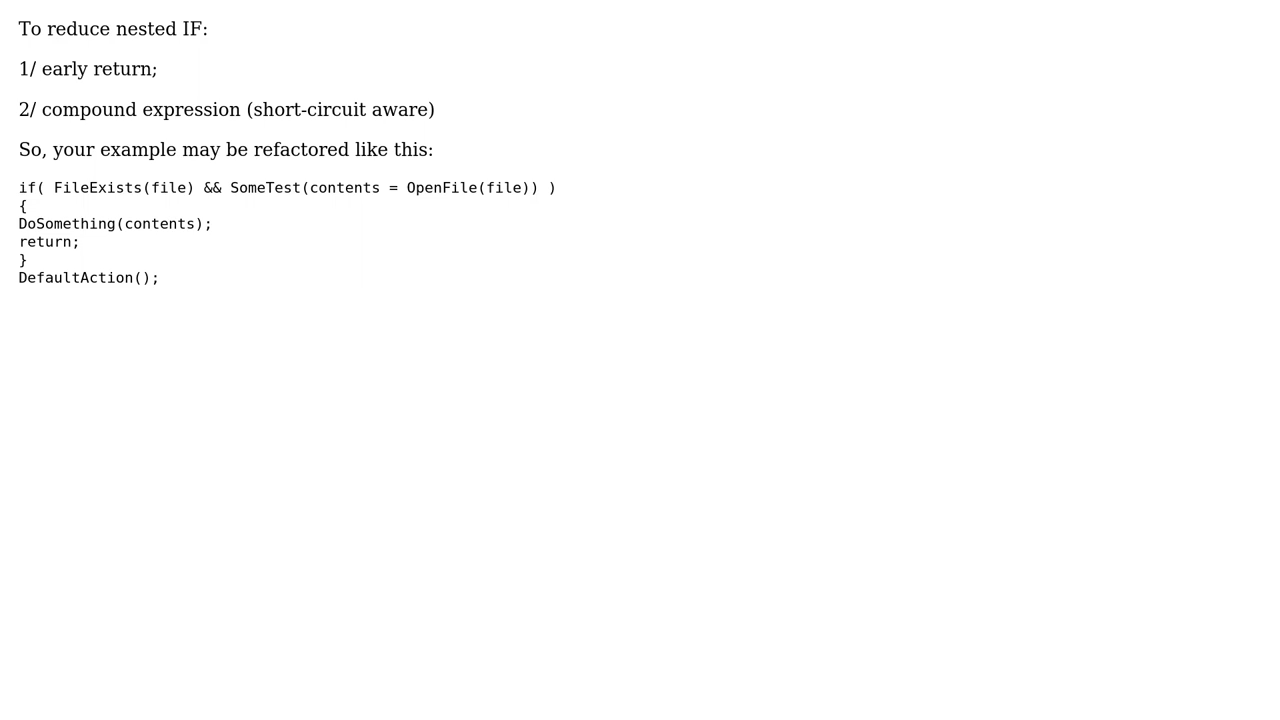 To reduce nested IF:
1/ early return;
2/ compound expression (short-circuit aware)
So, your example may be refactored like this:
if( FileExists(file) && SomeTest(contents = OpenFile(file)) )
{
DoSomething(contents);
return;
}
DefaultAction();